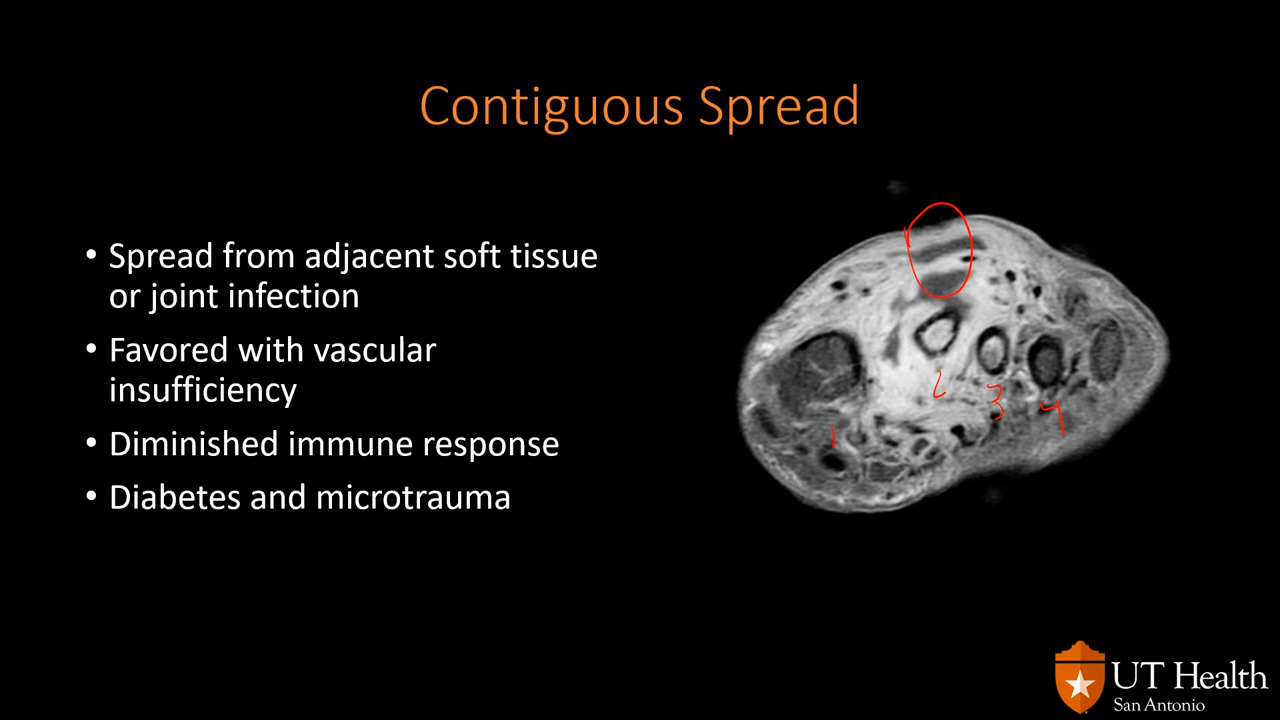 Contiguous Spread
• Spread from adjacent soft tissue
or joint infection
• Favored with vascular
insufficiency
• Diminished immune response
• Diabetes and microtrauma
1
2
3
4
UT Health
San Antonio